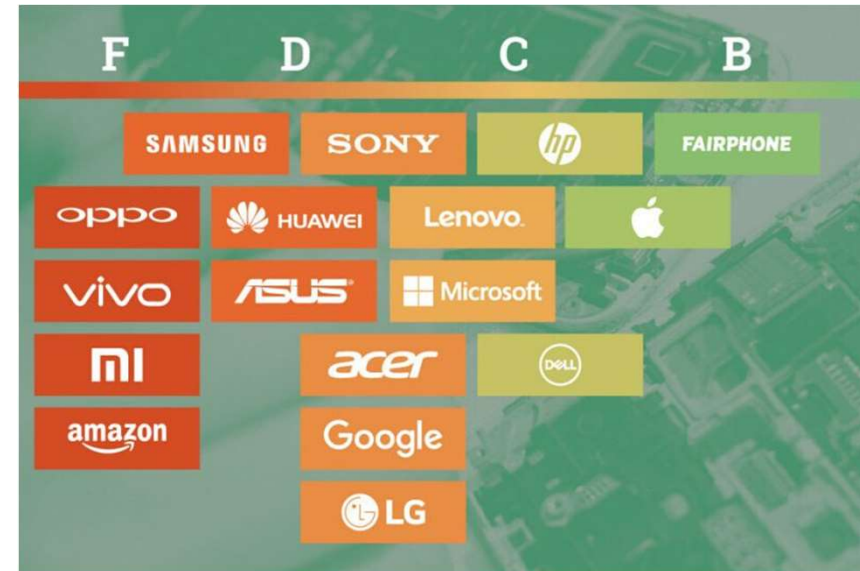 F D C B
SAMSUNG SONY hp FAIRPHONE
oppo HUAWEI Lenovo.
vivo ASUS Microsoft
mi acer DELL
amazon Google
LG